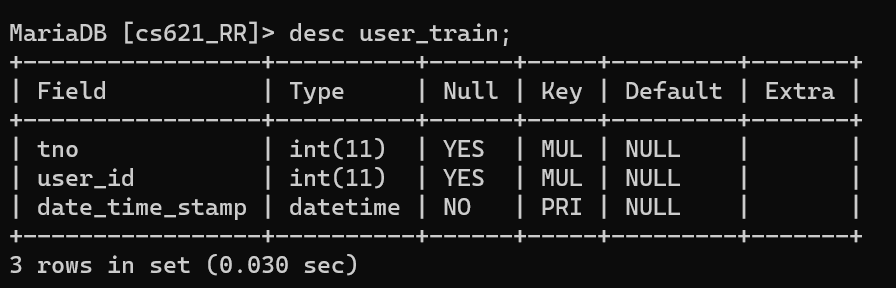 MariaDB [cs621_RR]> desc user_train;
+-----------------+----------+------+-----+---------+-------+
| Field           | Type     | Null | Key | Default | Extra |
+-----------------+----------+------+-----+---------+-------+
| tno             | int(11)  | YES  | MUL | NULL    |       |
| user_id         | int(11)  | YES  | MUL | NULL    |       |
| date_time_stamp | datetime | NO   | PRI | NULL    |       |
+-----------------+----------+------+-----+---------+-------+
3 rows in set (0.030 sec)